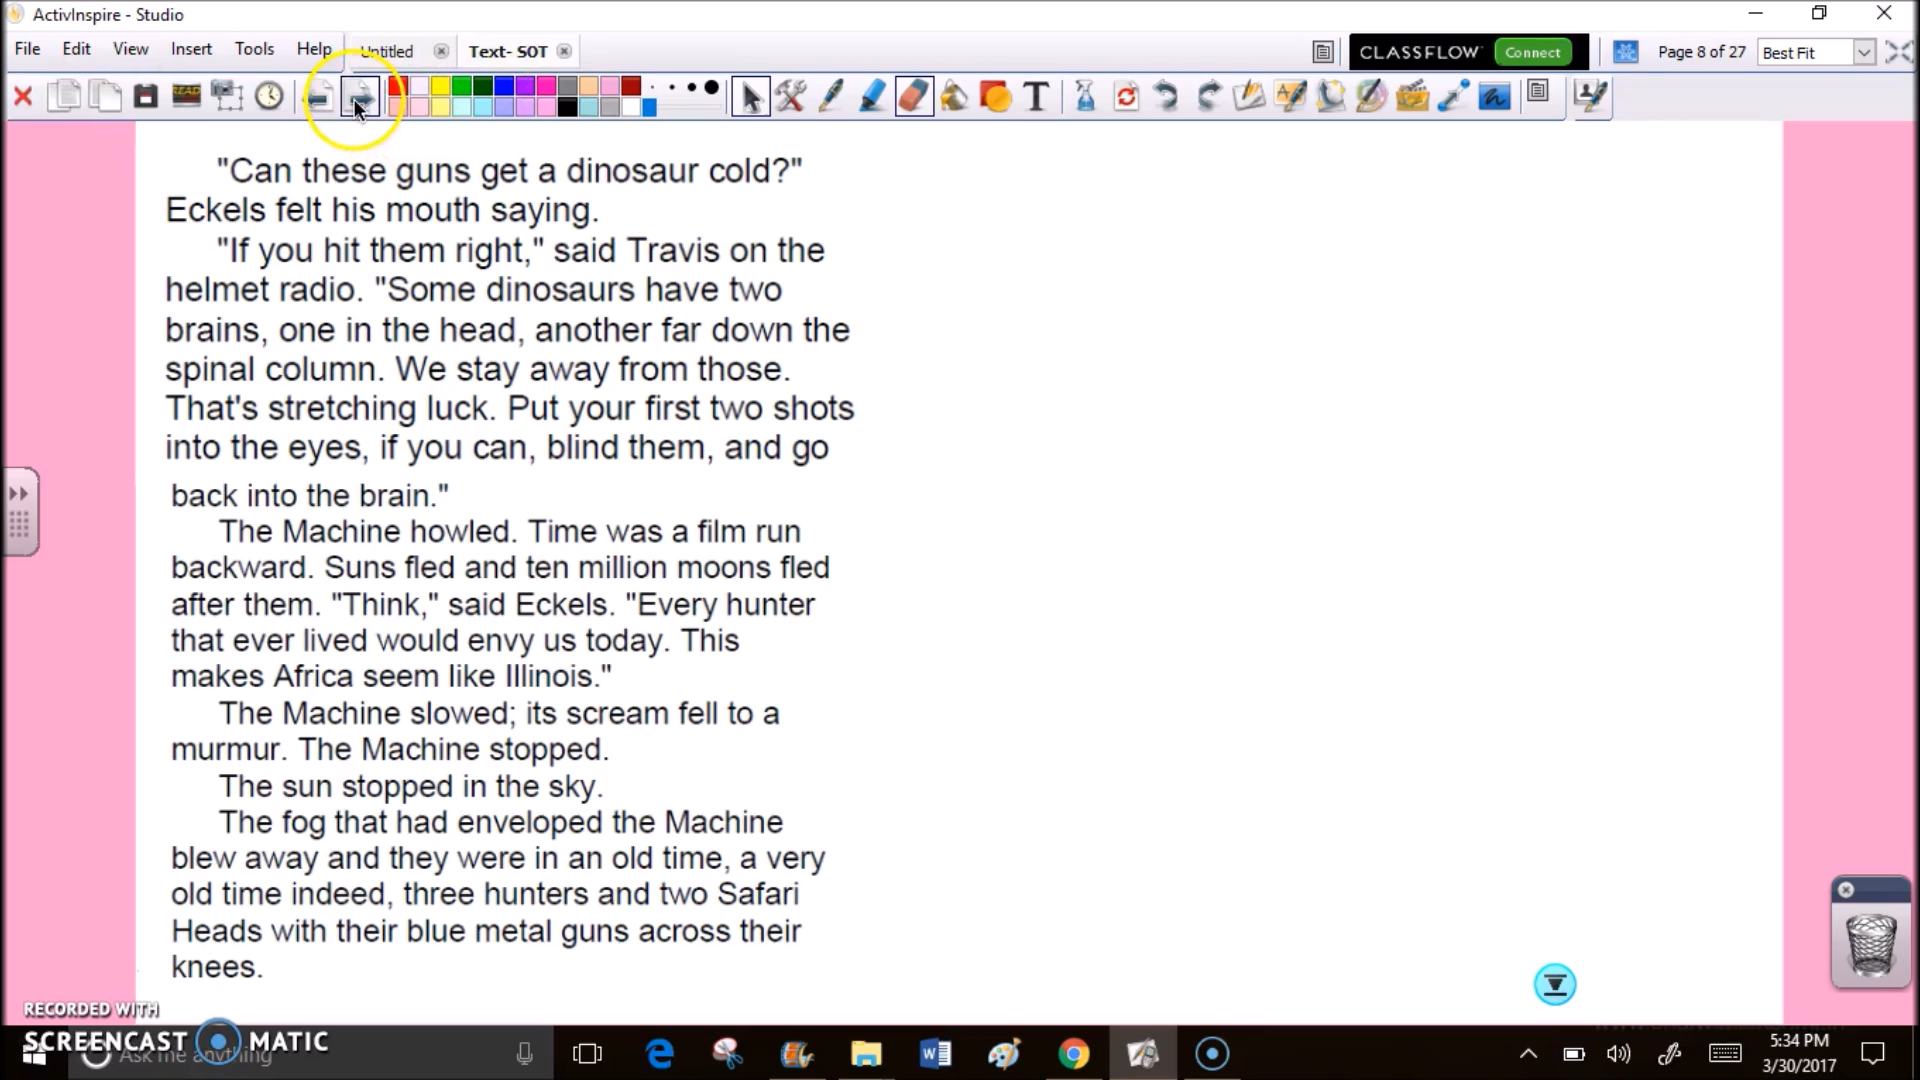 ActivInspire - Studio
File Edit View Insert Tools Help Untitled Text- SOT CLASSFLOW Connect Page 8 of 27 Best Fit
"Can these guns get a dinosaur cold?"
Eckels felt his mouth saying.
"If you hit them right," said Travis on the
helmet radio. "Some dinosaurs have two
brains, one in the head, another far down the
spinal column. We stay away from those.
That's stretching luck. Put your first two shots
into the eyes, if you can, blind them, and go
back into the brain."
The Machine howled. Time was a film run
backward. Suns fled and ten million moons fled
after them. "Think," said Eckels. "Every hunter
that ever lived would envy us today. This
makes Africa seem like Illinois."
The Machine slowed; its scream fell to a
murmur. The Machine stopped.
The sun stopped in the sky.
The fog that had enveloped the Machine
blew away and they were in an old time, a very
old time indeed, three hunters and two Safari
Heads with their blue metal guns across their
knees.
RECORDED WITH
SCREENCAST MATIC
Ask me anything
5:34 PM
3/30/2017